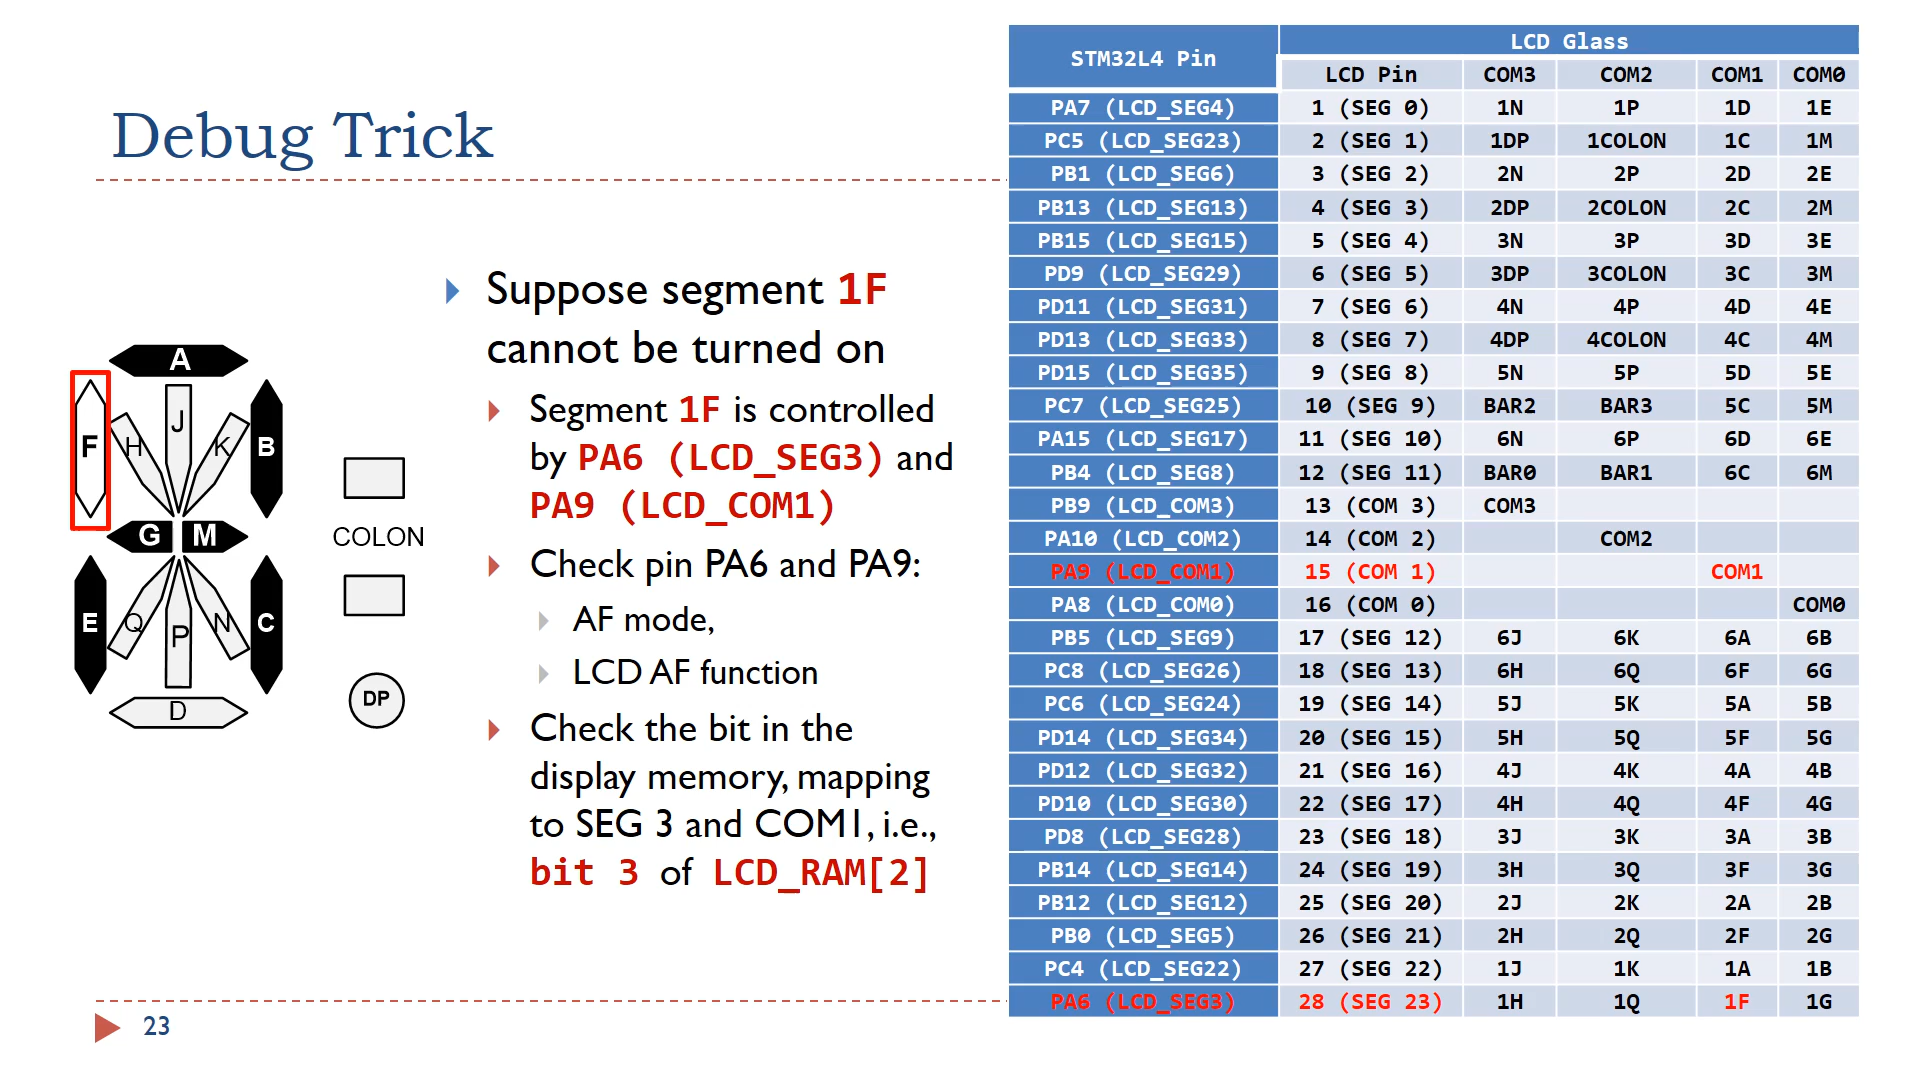 Debug Trick
Suppose segment 1F
cannot be turned on
Segment 1F is controlled
by PA6 (LCD_SEG3) and
PA9 (LCD_COM1)
Check pin PA6 and PA9:
AF mode,
LCD AF function
Check the bit in the
display memory, mapping
to SEG 3 and COM1, i.e.,
bit 3 of LCD_RAM[2]
A
F H J K B
G M
E Q P N C
D
COLON
DP
23
STM32L4 Pin LCD Glass
LCD Pin COM3 COM2 COM1 COM0
PA7 (LCD_SEG4) 1 (SEG 0) 1N 1P 1D 1E
PC5 (LCD_SEG23) 2 (SEG 1) 1DP 1COLON 1C 1M
PB1 (LCD_SEG6) 3 (SEG 2) 2N 2P 2D 2E
PB13 (LCD_SEG13) 4 (SEG 3) 2DP 2COLON 2C 2M
PB15 (LCD_SEG15) 5 (SEG 4) 3N 3P 3D 3E
PD9 (LCD_SEG29) 6 (SEG 5) 3DP 3COLON 3C 3M
PD11 (LCD_SEG31) 7 (SEG 6) 4N 4P 4D 4E
PD13 (LCD_SEG33) 8 (SEG 7) 4DP 4COLON 4C 4M
PD15 (LCD_SEG35) 9 (SEG 8) 5N 5P 5D 5E
PC7 (LCD_SEG25) 10 (SEG 9) BAR2 BAR3 5C 5M
PA15 (LCD_SEG17) 11 (SEG 10) 6N 6P 6D 6E
PB4 (LCD_SEG8) 12 (SEG 11) BAR0 BAR1 6C 6M
PB9 (LCD_COM3) 13 (COM 3) COM3
PA10 (LCD_COM2) 14 (COM 2) COM2
PA9 (LCD_COM1) 15 (COM 1) COM1
PA8 (LCD_COM0) 16 (COM 0) COM0
PB5 (LCD_SEG9) 17 (SEG 12) 6J 6K 6A 6B
PC8 (LCD_SEG26) 18 (SEG 13) 6H 6Q 6F 6G
PC6 (LCD_SEG24) 19 (SEG 14) 5J 5K 5A 5B
PD14 (LCD_SEG34) 20 (SEG 15) 5H 5Q 5F 5G
PD12 (LCD_SEG32) 21 (SEG 16) 4J 4K 4A 4B
PD10 (LCD_SEG30) 22 (SEG 17) 4H 4Q 4F 4G
PD8 (LCD_SEG28) 23 (SEG 18) 3J 3K 3A 3B
PB14 (LCD_SEG14) 24 (SEG 19) 3H 3Q 3F 3G
PB12 (LCD_SEG12) 25 (SEG 20) 2J 2K 2A 2B
PB0 (LCD_SEG5) 26 (SEG 21) 2H 2Q 2F 2G
PC4 (LCD_SEG22) 27 (SEG 22) 1J 1K 1A 1B
PA6 (LCD_SEG3) 28 (SEG 23) 1H 1Q 1F 1G